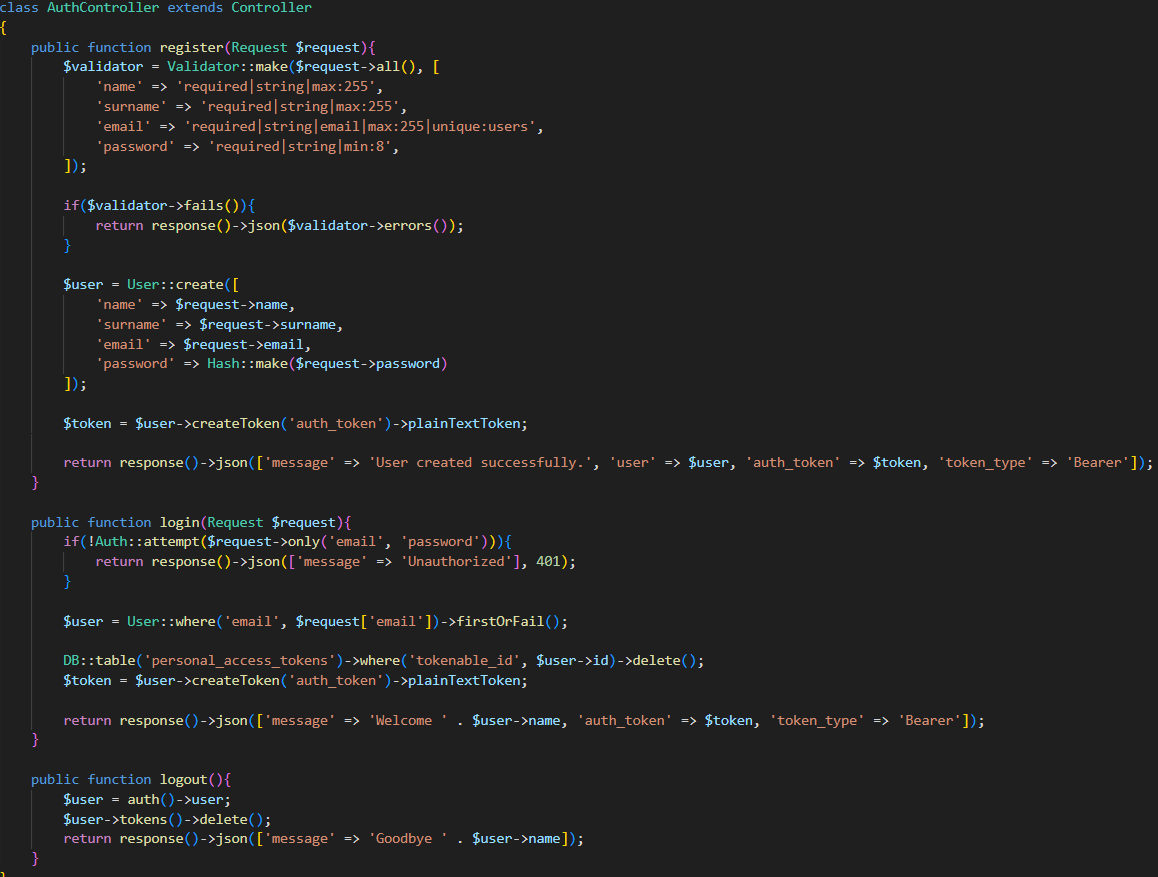 class AuthController extends Controller
{
    public function register(Request $request){
        $validator = Validator::make($request->all(), [
            'name' => 'required|string|max:255',
            'surname' => 'required|string|max:255',
            'email' => 'required|string|email|max:255|unique:users',
            'password' => 'required|string|min:8',
        ]);

        if($validator->fails()){
            return response()->json($validator->errors());
        }

        $user = User::create([
            'name' => $request->name,
            'surname' => $request->surname,
            'email' => $request->email,
            'password' => Hash::make($request->password)
        ]);

        $token = $user->createToken('auth_token')->plainTextToken;

        return response()->json(['message' => 'User created successfully.', 'user' => $user, 'auth_token' => $token, 'token_type' => 'Bearer']);
    }

    public function login(Request $request){
        if(!Auth::attempt($request->only('email', 'password'))){
            return response()->json(['message' => 'Unauthorized'], 401);
        }

        $user = User::where('email', $request['email'])->firstOrFail();

        DB::table('personal_access_tokens')->where('tokenable_id', $user->id)->delete();
        $token = $user->createToken('auth_token')->plainTextToken;

        return response()->json(['message' => 'Welcome ' . $user->name, 'auth_token' => $token, 'token_type' => 'Bearer']);
    }

    public function logout(){
        $user = auth()->user;
        $user->tokens()->delete();
        return response()->json(['message' => 'Goodbye ' . $user->name]);
    }
}